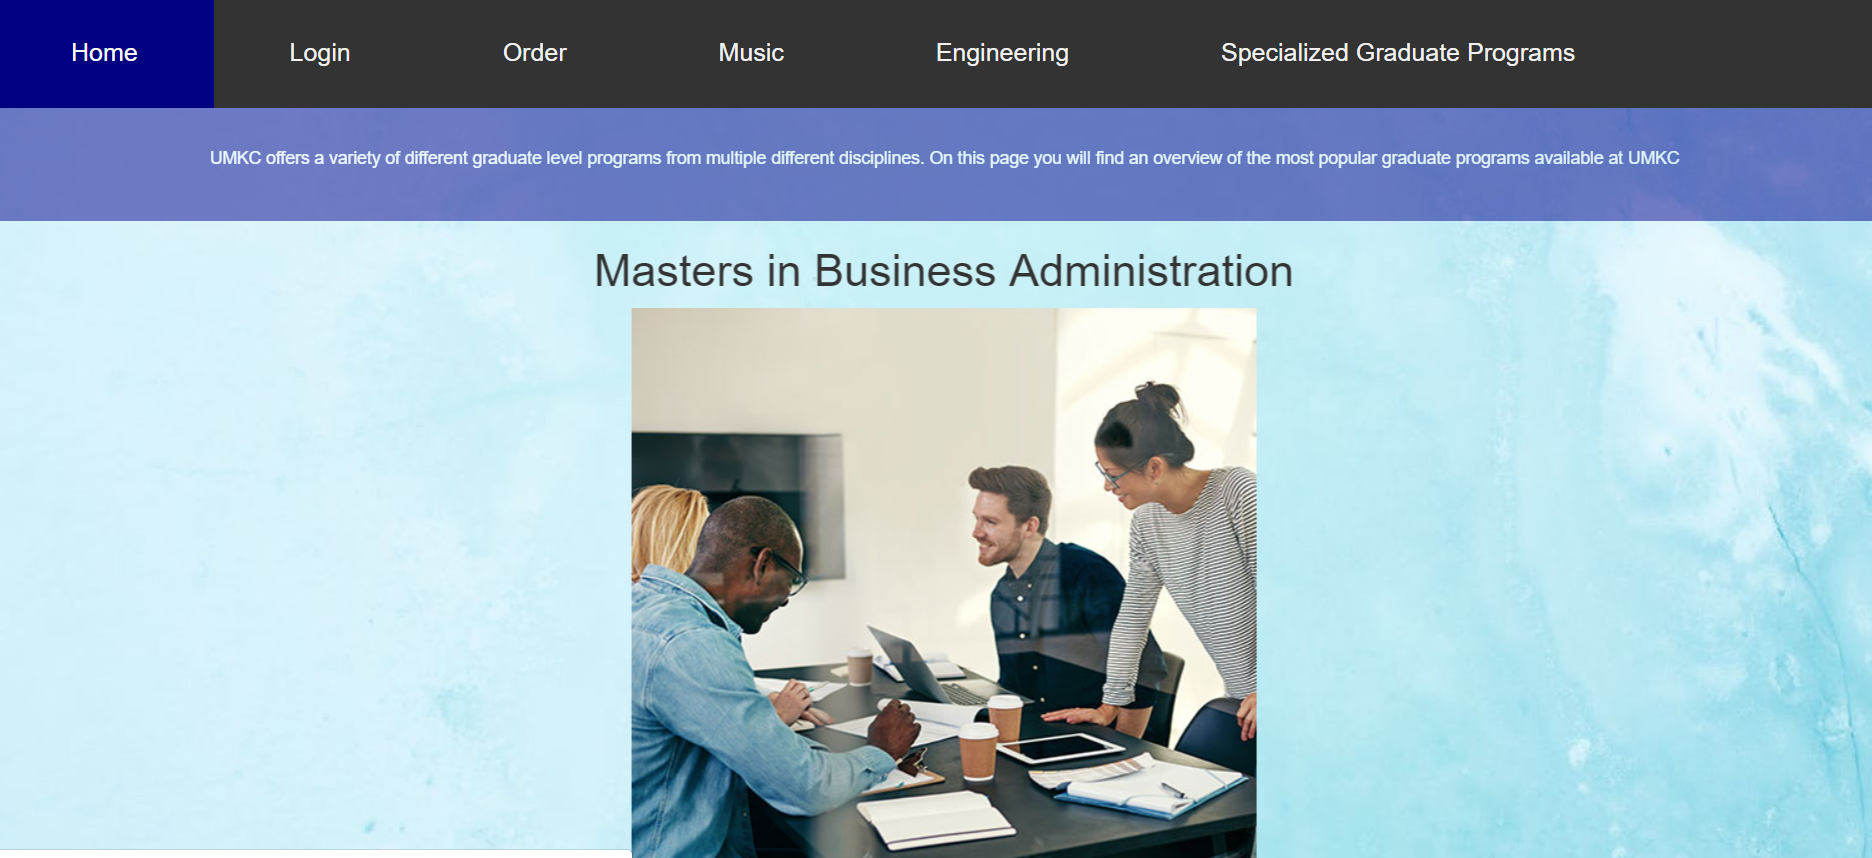 Home Login Order Music Engineering Specialized Graduate Programs
UMKC offers a variety of different graduate level programs from multiple different disciplines. On this page you will find an overview of the most popular graduate programs available at UMKC
Masters in Business Administration